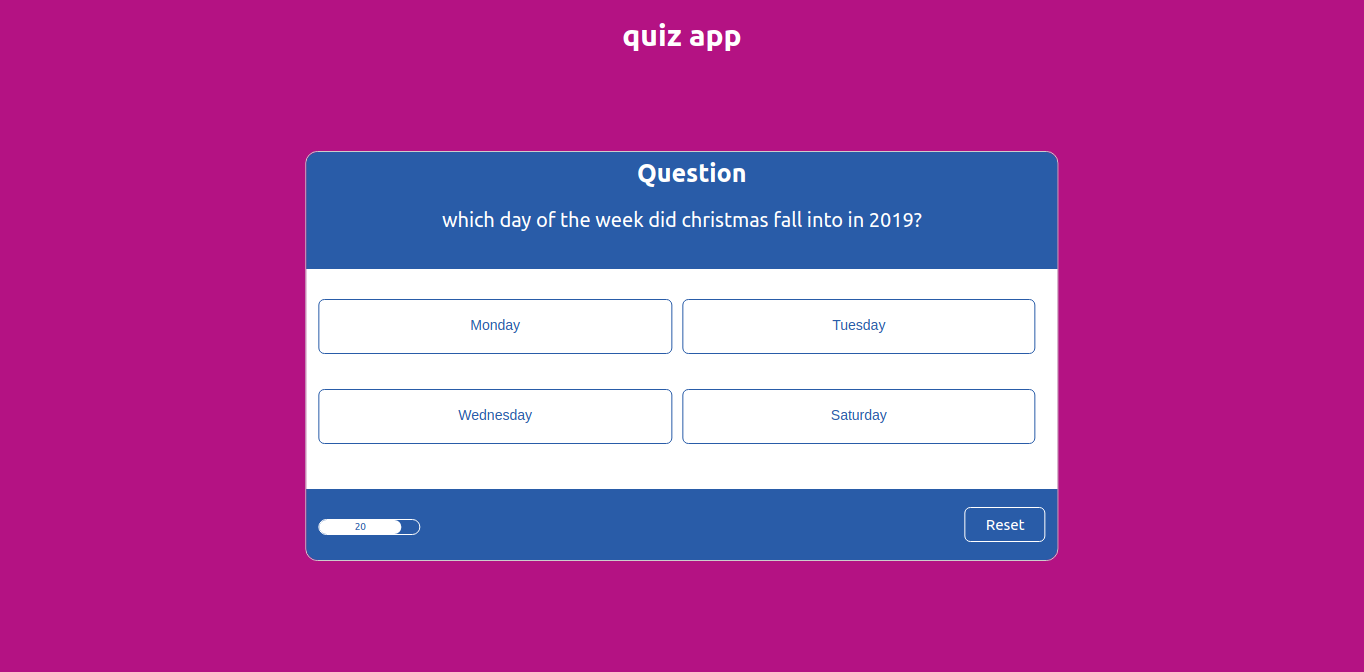 quiz app
Question
which day of the week did christmas fall into in 2019?
Monday
Tuesday
Wednesday
Saturday
20
Reset